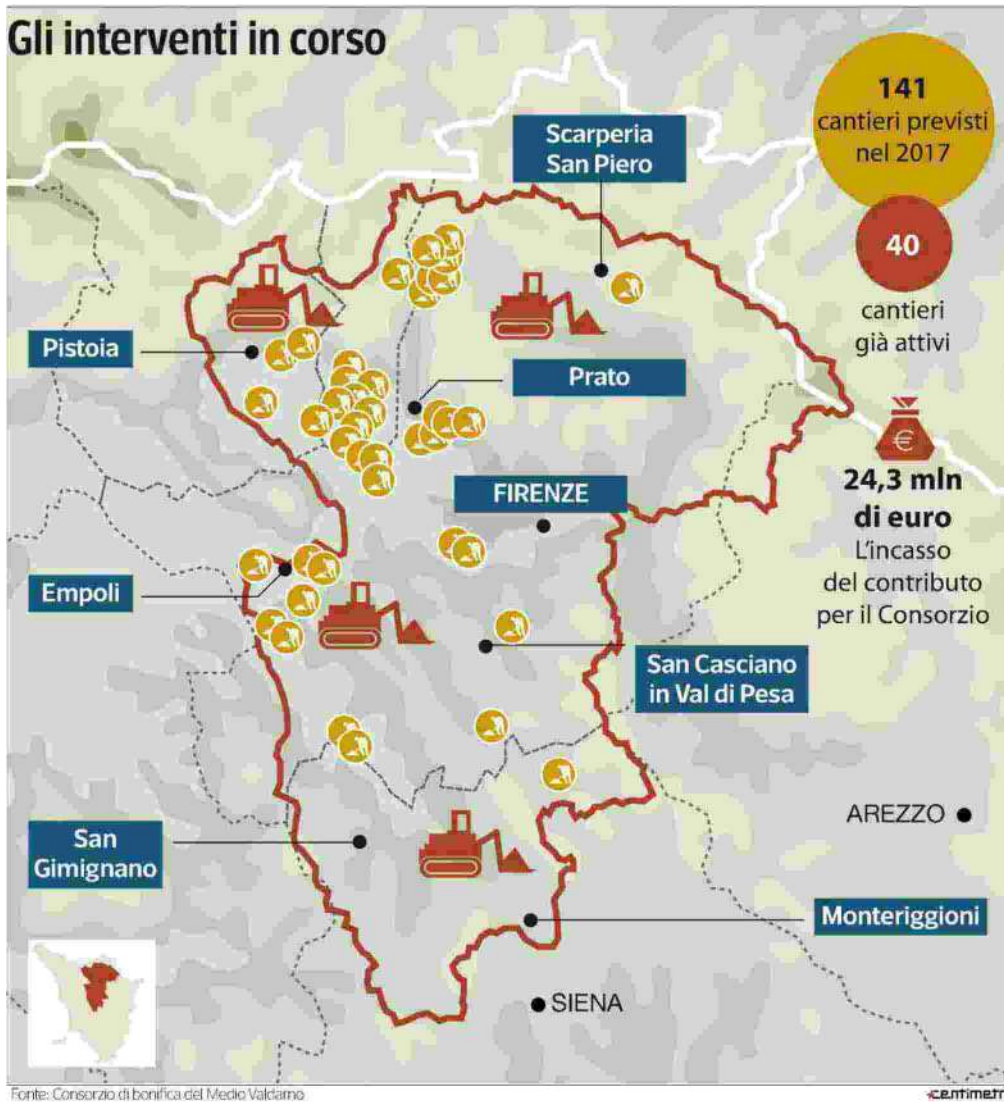 Gli interventi in corso
141
cantieri previsti
nel 2017
40
cantieri
già attivi
€
24,3 mln
di euro
L'incasso
del contributo
per il Consorzio
Scarperia
San Piero
Pistoia
Prato
FIRENZE
Empoli
San Casciano
in Val di Pesa
San
Gimignano
AREZZO
Monteriggioni
SIENA
Fonte: Consorzio di bonifica del Medio Valdarno
centimetri